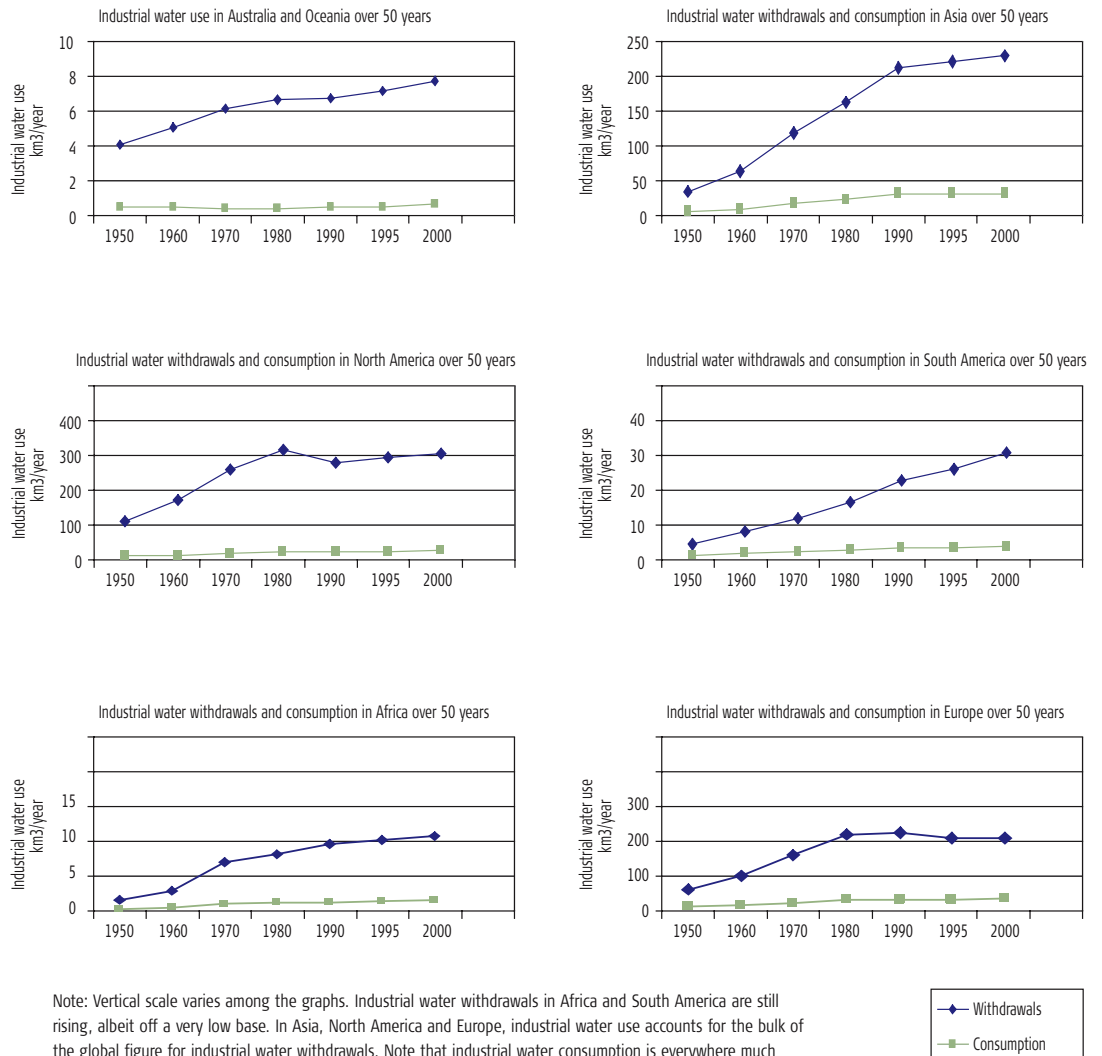 Industrial water use in Australia and Oceania over 50 years
Industrial water use
km3/year
10
8
6
4
2
0
1950 1960 1970 1980 1990 1995 2000
Industrial water withdrawals and consumption in Asia over 50 years
Industrial water use
km3/year
250
200
150
100
50
0
1950 1960 1970 1980 1990 1995 2000
Industrial water withdrawals and consumption in North America over 50 years
Industrial water use
km3/year
400
300
200
100
0
1950 1960 1970 1980 1990 1995 2000
Industrial water withdrawals and consumption in South America over 50 years
Industrial water use
km3/year
40
30
20
10
0
1950 1960 1970 1980 1990 1995 2000
Industrial water withdrawals and consumption in Africa over 50 years
Industrial water use
km3/year
15
10
5
0
1950 1960 1970 1980 1990 1995 2000
Industrial water withdrawals and consumption in Europe over 50 years
Industrial water use
km3/year
300
200
100
0
1950 1960 1970 1980 1990 1995 2000
Note: Vertical scale varies among the graphs. Industrial water withdrawals in Africa and South America are still
rising, albeit off a very low base. In Asia, North America and Europe, industrial water use accounts for the bulk of
the global figure for industrial water withdrawals. Note that industrial water consumption is everywhere much
Withdrawals
Consumption